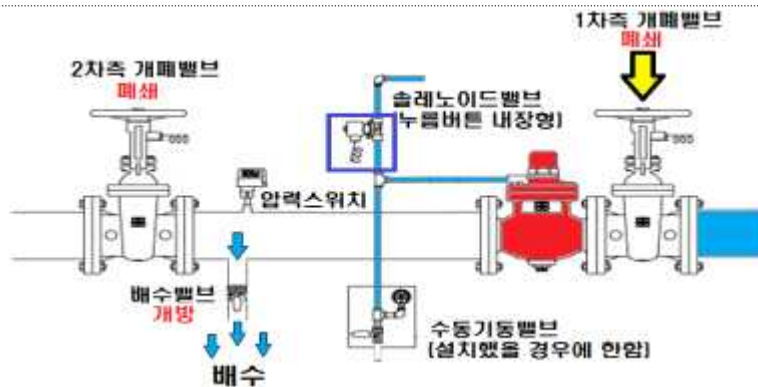 1차측 개폐밸브
폐쇄
2차측 개폐밸브
폐쇄
솔레노이드밸브
(누름버튼 내장형)
압력스위치
배수밸브
개방
수동기동밸브
(설치했을 경우에 한함)
배수